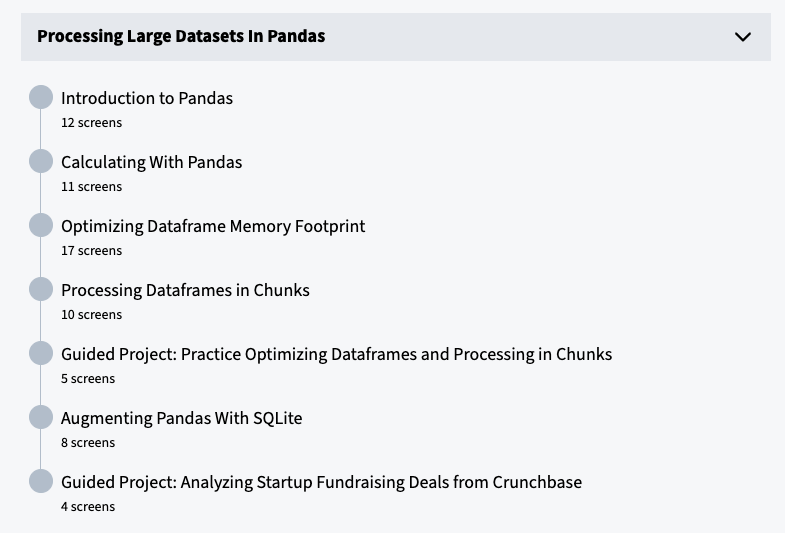 Processing Large Datasets In Pandas
Introduction to Pandas
12 screens
Calculating With Pandas
11 screens
Optimizing Dataframe Memory Footprint
17 screens
Processing Dataframes in Chunks
10 screens
Guided Project: Practice Optimizing Dataframes and Processing in Chunks
5 screens
Augmenting Pandas With SQLite
8 screens
Guided Project: Analyzing Startup Fundraising Deals from Crunchbase
4 screens